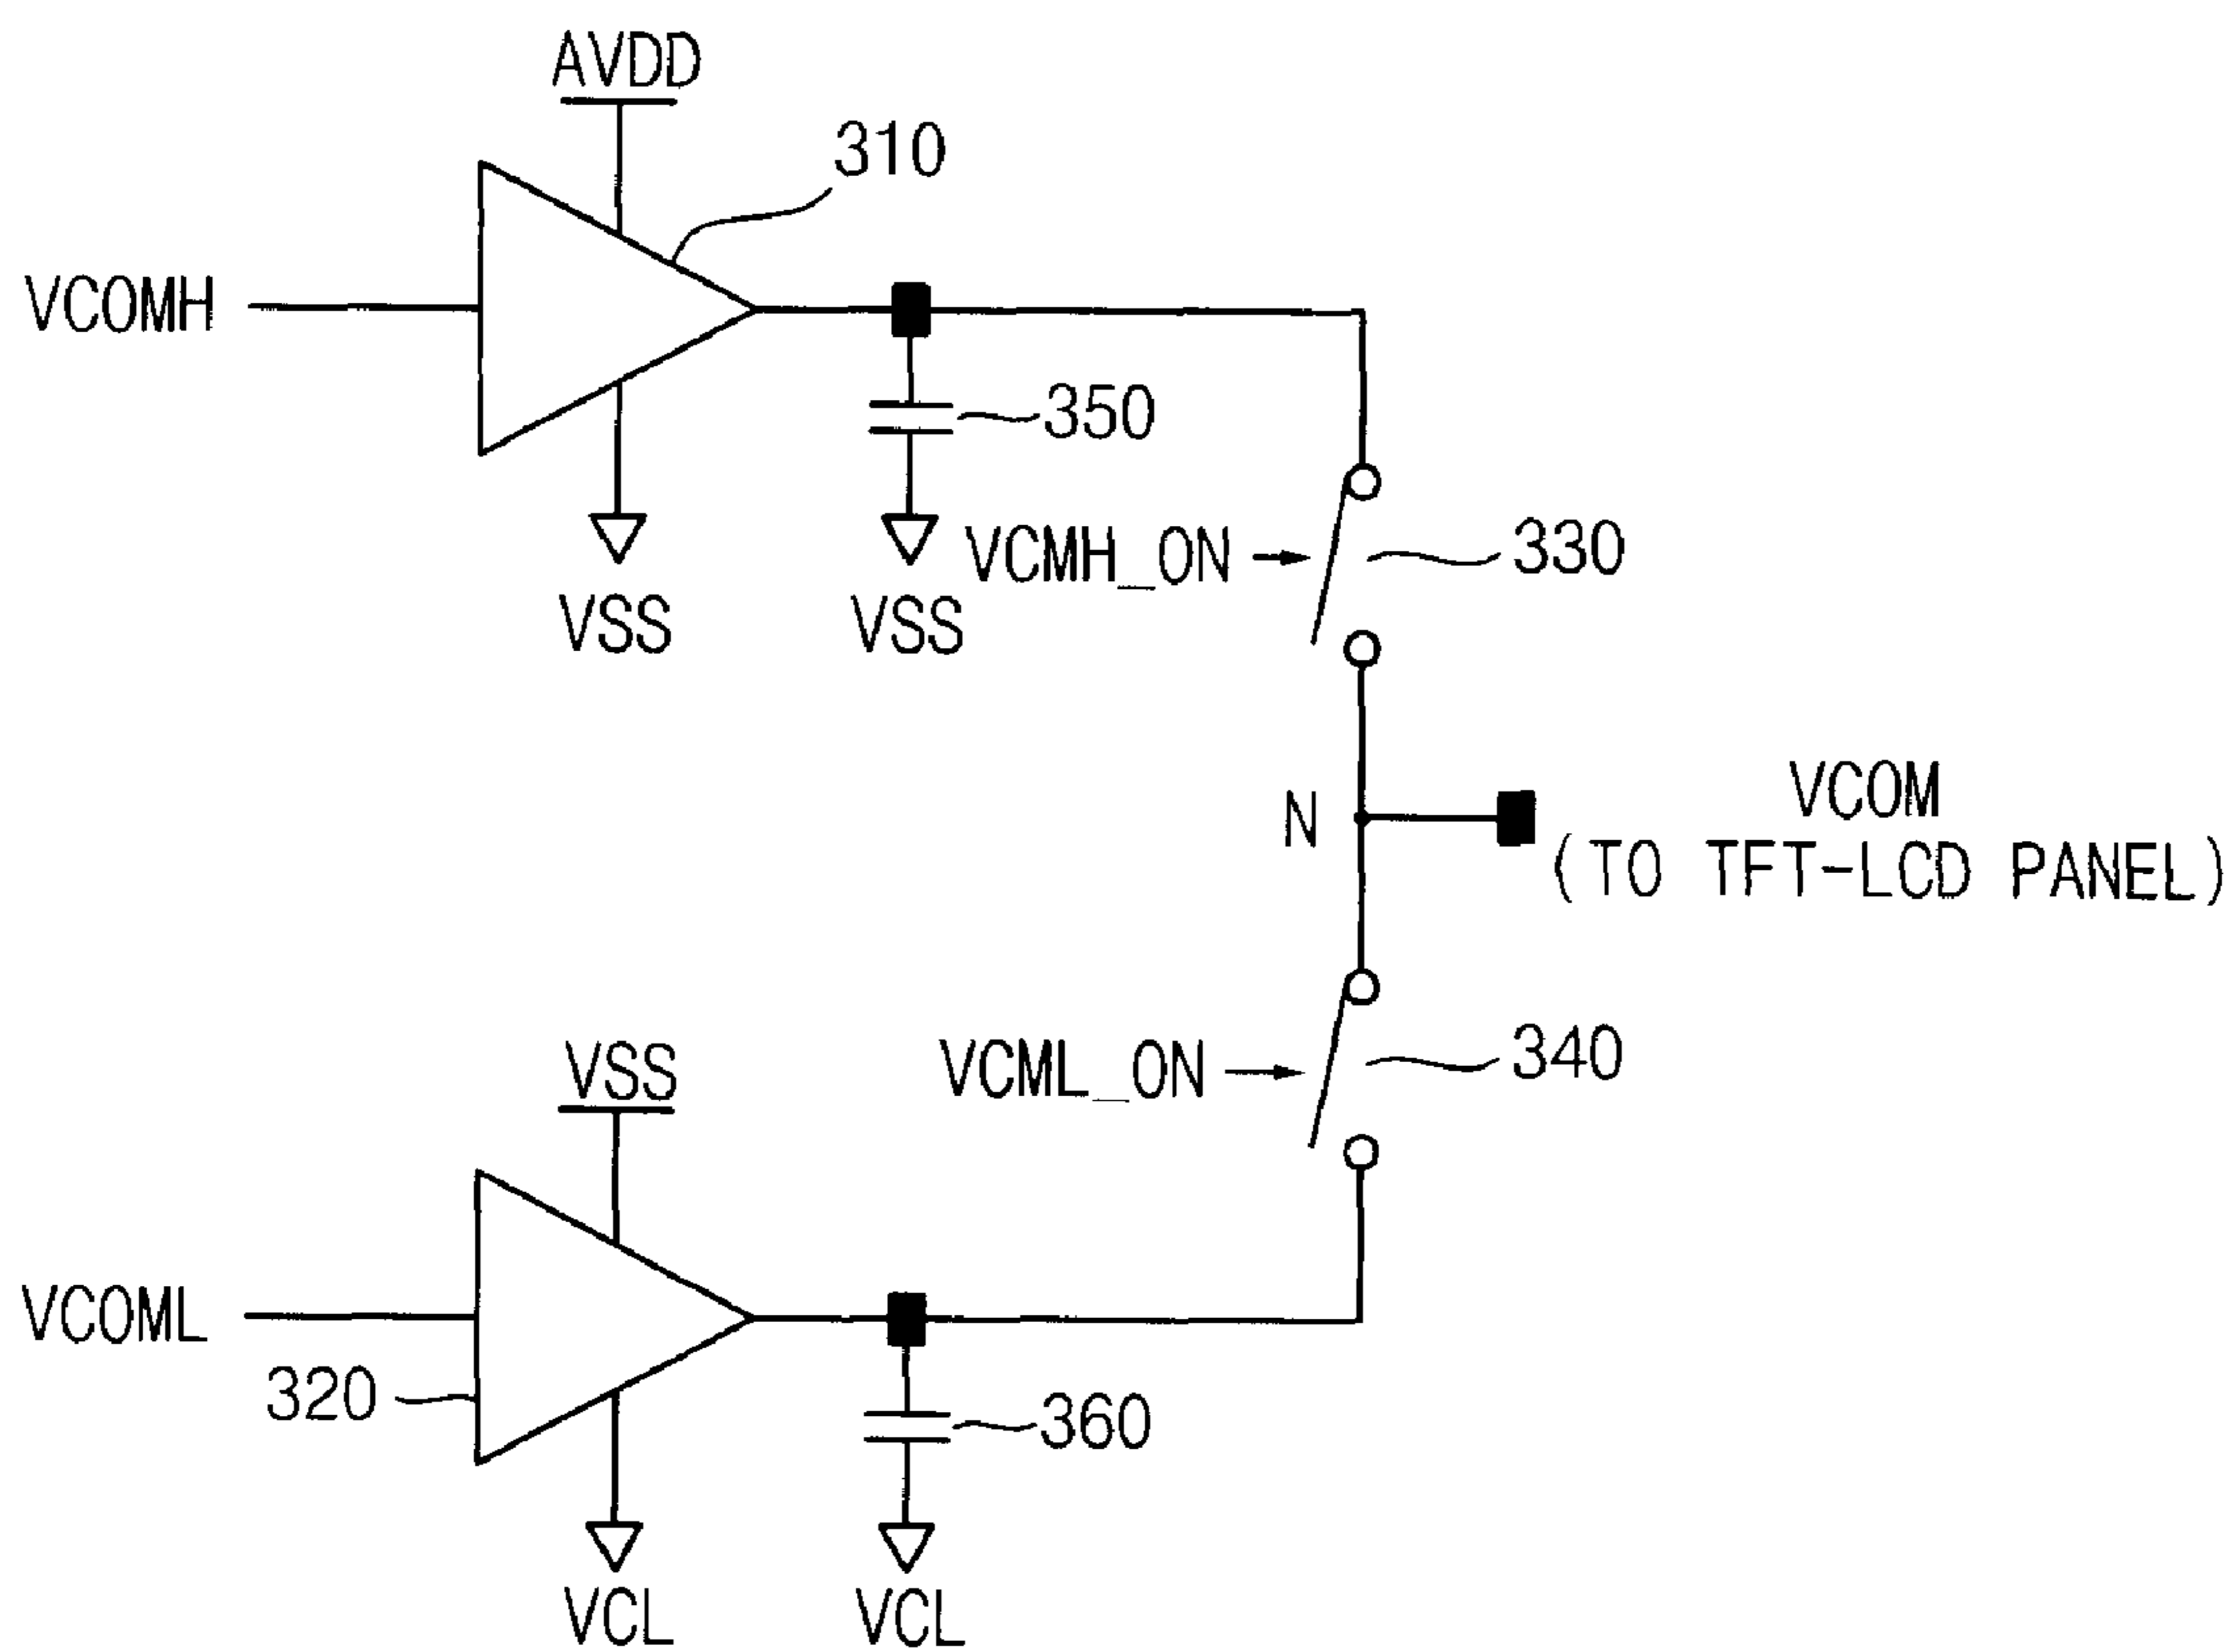 AVDD
310
VCOMH
350
VCMH_ON
330
VSS
VSS
N
VCOM
(TO TFT-LCD PANEL)
VSS
VCML_ON
340
VCOML
320
360
VCL
VCL